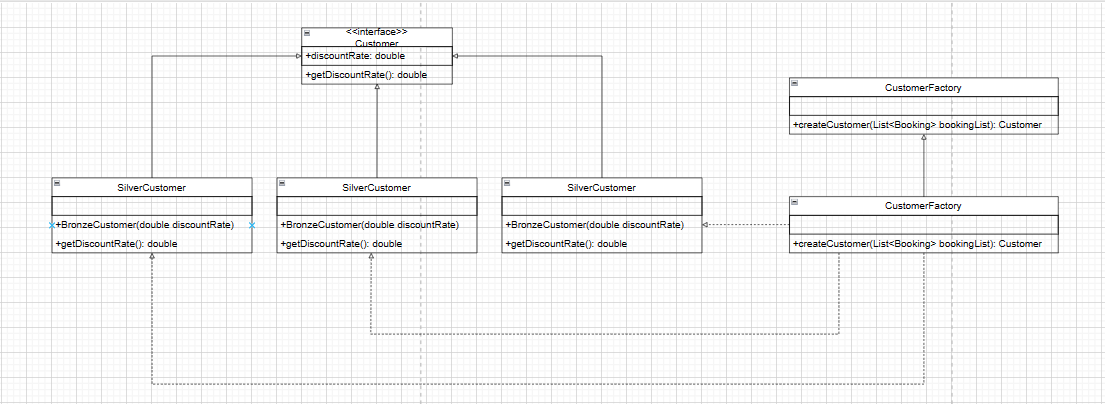 <<interface>>
Customer
+discountRate: double
+getDiscountRate(): double
CustomerFactory
+createCustomer(List<Booking> bookingList): Customer
SilverCustomer
+BronzeCustomer(double discountRate)
+getDiscountRate(): double
SilverCustomer
+BronzeCustomer(double discountRate)
+getDiscountRate(): double
SilverCustomer
+BronzeCustomer(double discountRate)
+getDiscountRate(): double
CustomerFactory
+createCustomer(List<Booking> bookingList): Customer